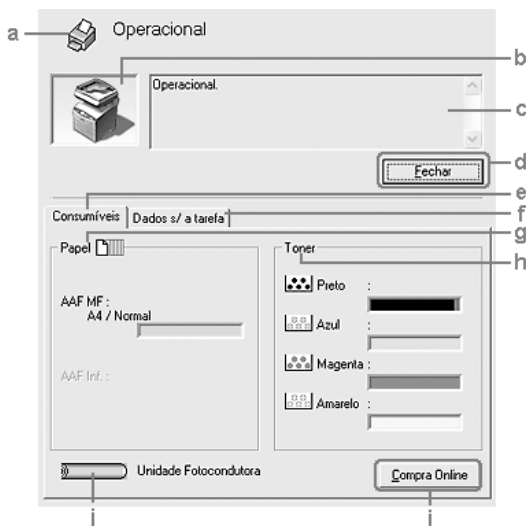 a
Operacional
b
Operacional.
c
d
Fechar
e
Consumíveis
Dados s/ a tarefa
f
g
Papel
Toner
h
AAF MF :
A4 / Normal
AAF Inf. :
Preto :
Azul :
Magenta :
Amarelo :
Unidade Fotocondutora
Compra Online
i
j